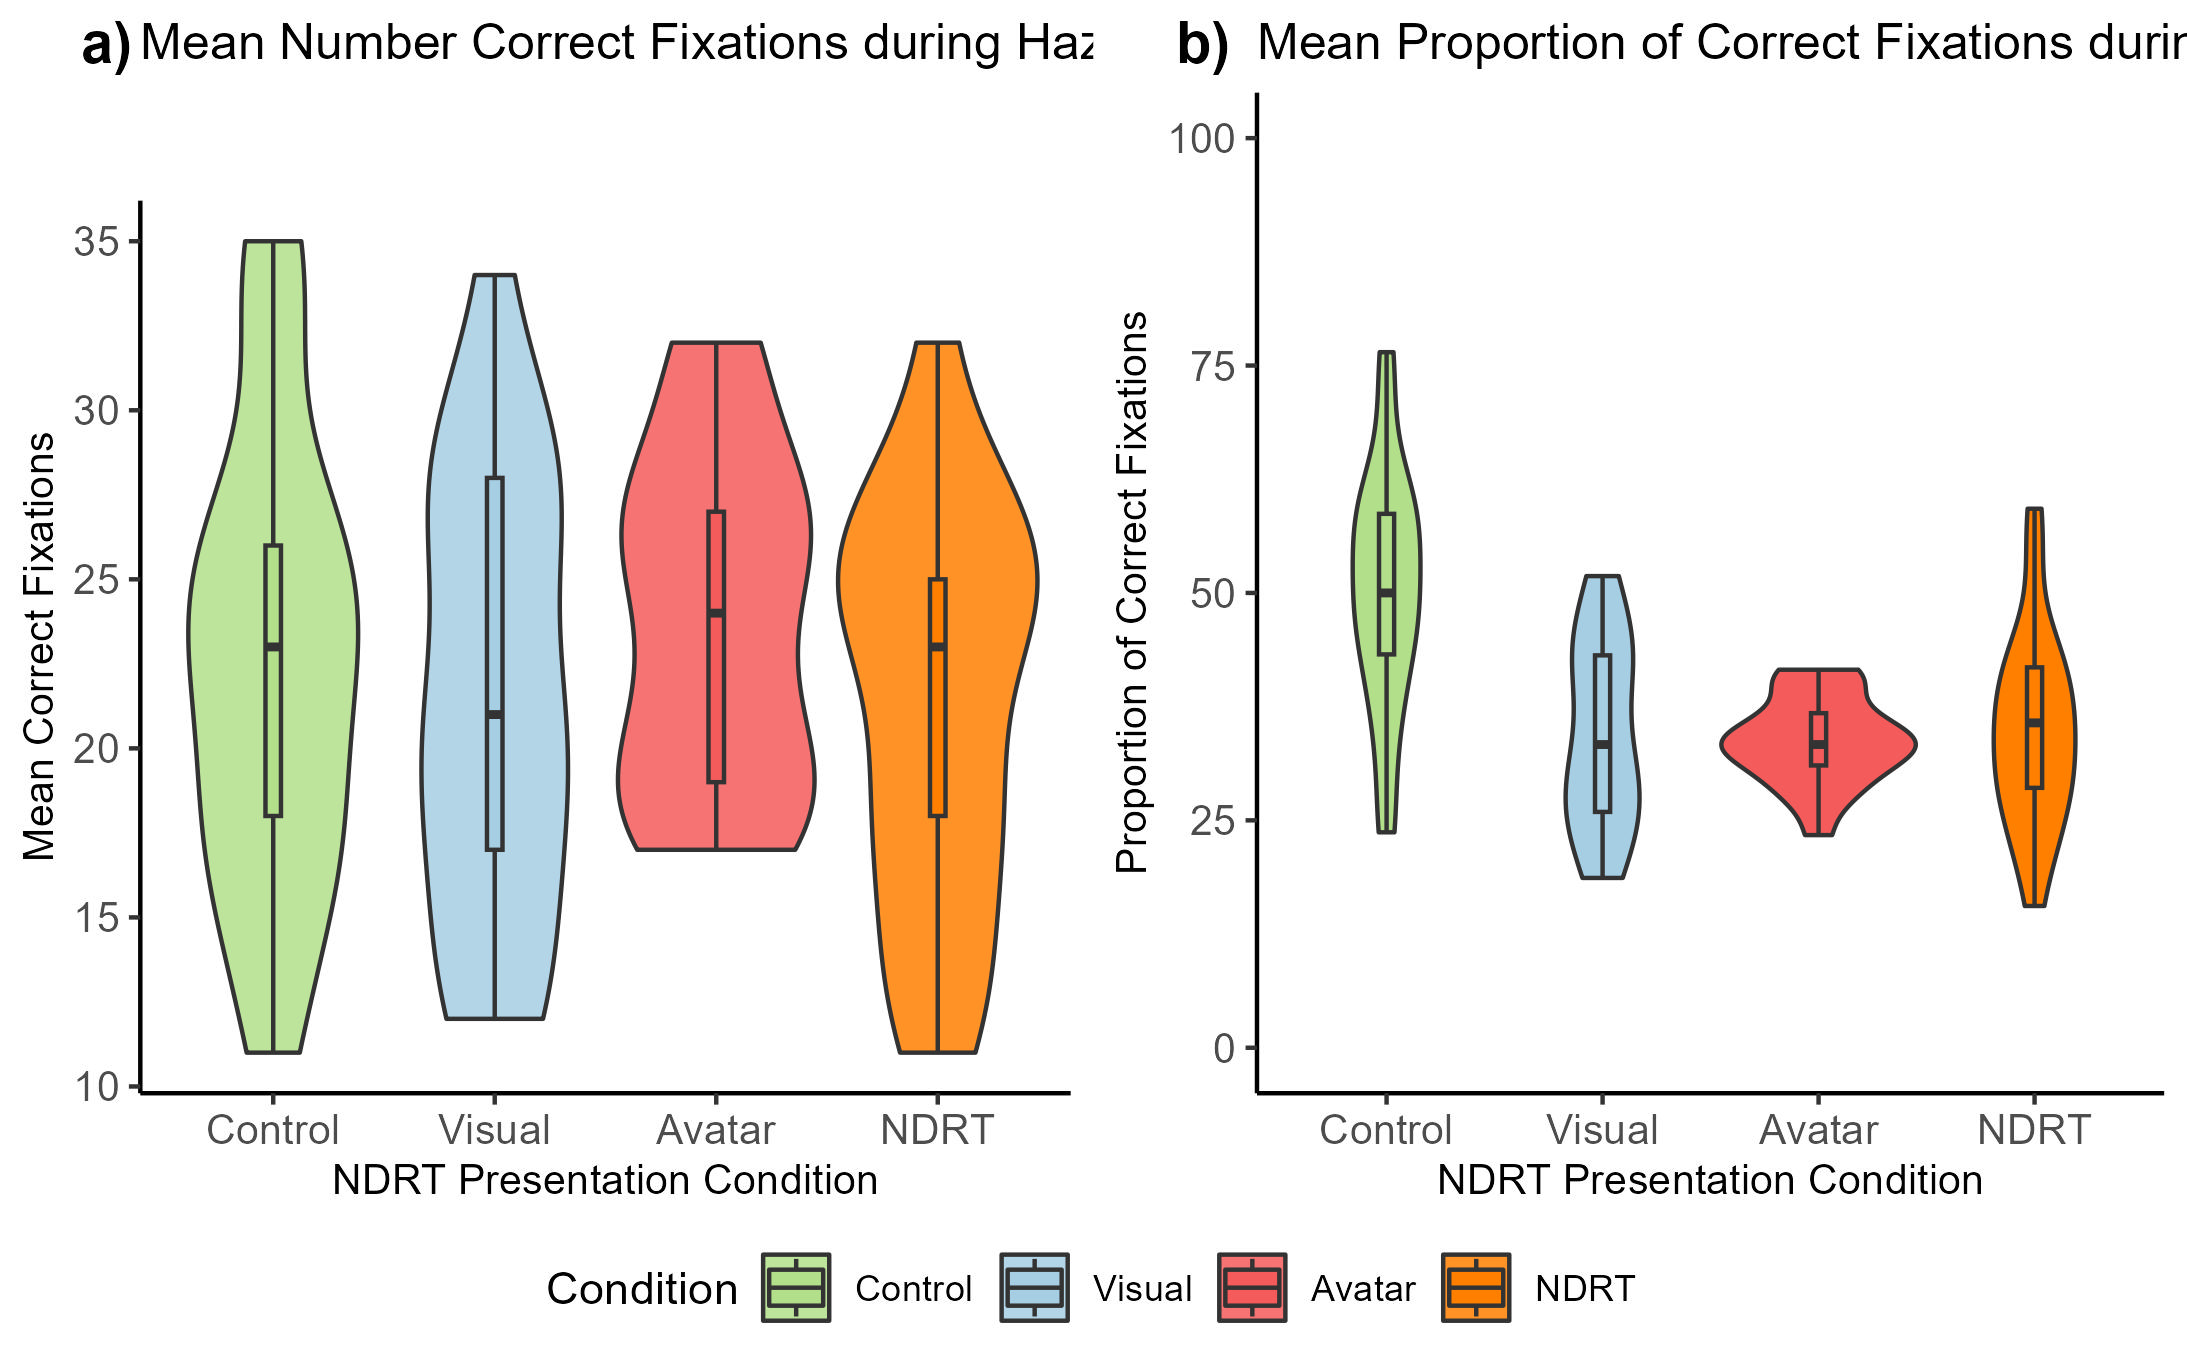 a) Mean Number Correct Fixations during Haz
Mean Correct Fixations
35
30
25
20
15
10
Control Visual Avatar NDRT
NDRT Presentation Condition
b) Mean Proportion of Correct Fixations durin
Proportion of Correct Fixations
100
75
50
25
0
Control Visual Avatar NDRT
NDRT Presentation Condition
Condition Control Visual Avatar NDRT